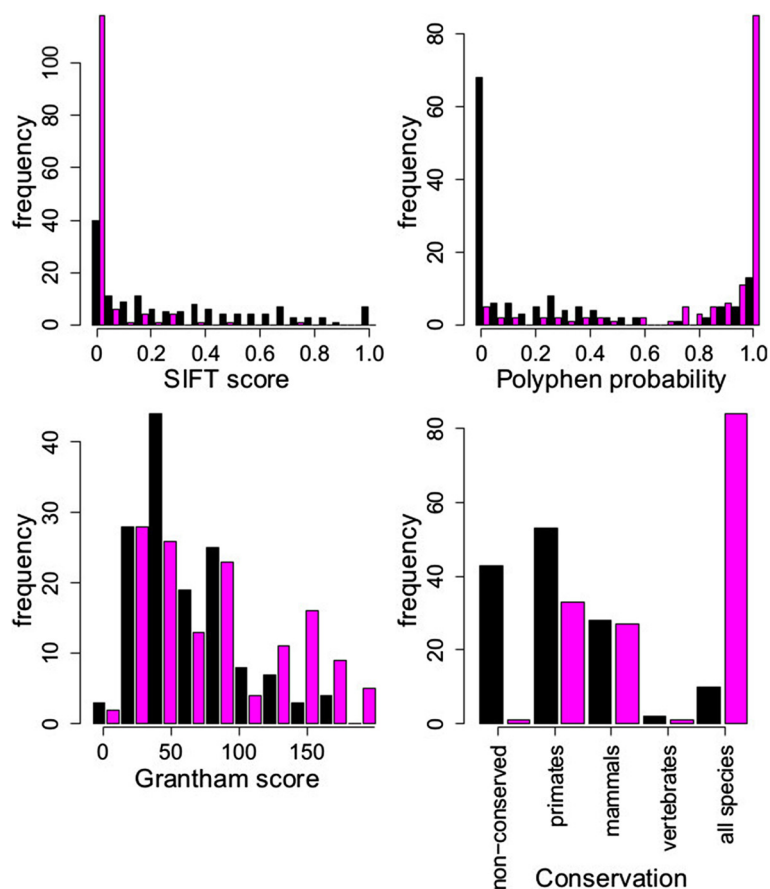 frequency
0
20
40
60
80
100
0
0.2
0.4
0.6
0.8
1.0
SIFT score
frequency
0
20
40
60
80
0
0.2
0.4
0.6
0.8
1.0
Polyphen probability
frequency
0
10
20
30
40
0
50
100
150
Grantham score
frequency
0
20
40
60
80
non-conserved
primates
mammals
vertebrates
all species
Conservation